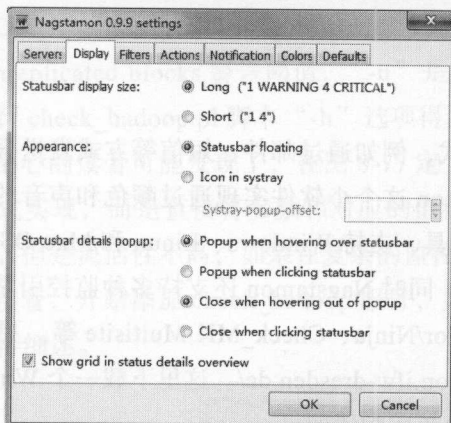 Nagstamon 0.9.9 settings
Servers Display Filters Actions Notification Colors Defaults
Statusbar display size: Long ("1 WARNING 4 CRITICAL")
Short ("1 4")
Appearance: Statusbar floating
Icon in systray
Systray-popup-offset:
Statusbar details popup: Popup when hovering over statusbar
Popup when clicking statusbar
Close when hovering out of popup
Close when clicking statusbar
Show grid in status details overview
OK Cancel